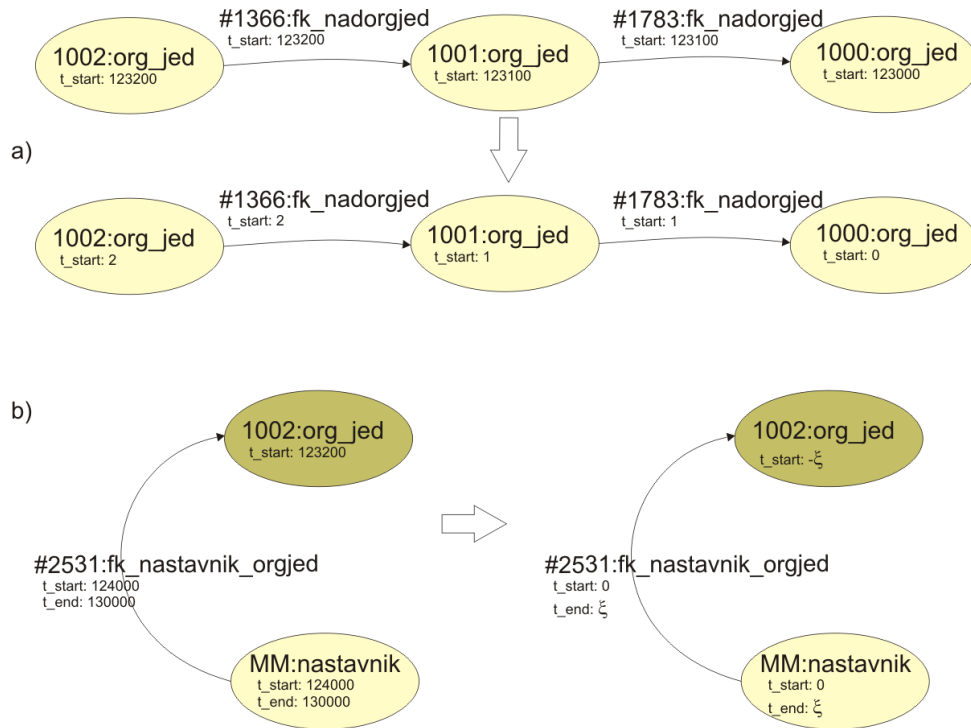 #1366:fk_nadorgjed
t_start: 123200
#1783:fk_nadorgjed
t_start: 123100
1002:org_jed
t_start: 123200
1001:org_jed
t_start: 123100
1000:org_jed
t_start: 123000
a)
#1366:fk_nadorgjed
t_start: 2
#1783:fk_nadorgjed
t_start: 1
1002:org_jed
t_start: 2
1001:org_jed
t_start: 1
1000:org_jed
t_start: 0
b)
1002:org_jed
t_start: 123200
#2531:fk_nastavnik_orgjed
t_start: 124000
t_end: 130000
MM:nastavnik
t_start: 124000
t_end: 130000
1002:org_jed
t_start: -ξ
#2531:fk_nastavnik_orgjed
t_start: 0
t_end: ξ
MM:nastavnik
t_start: 0
t_end: ξ